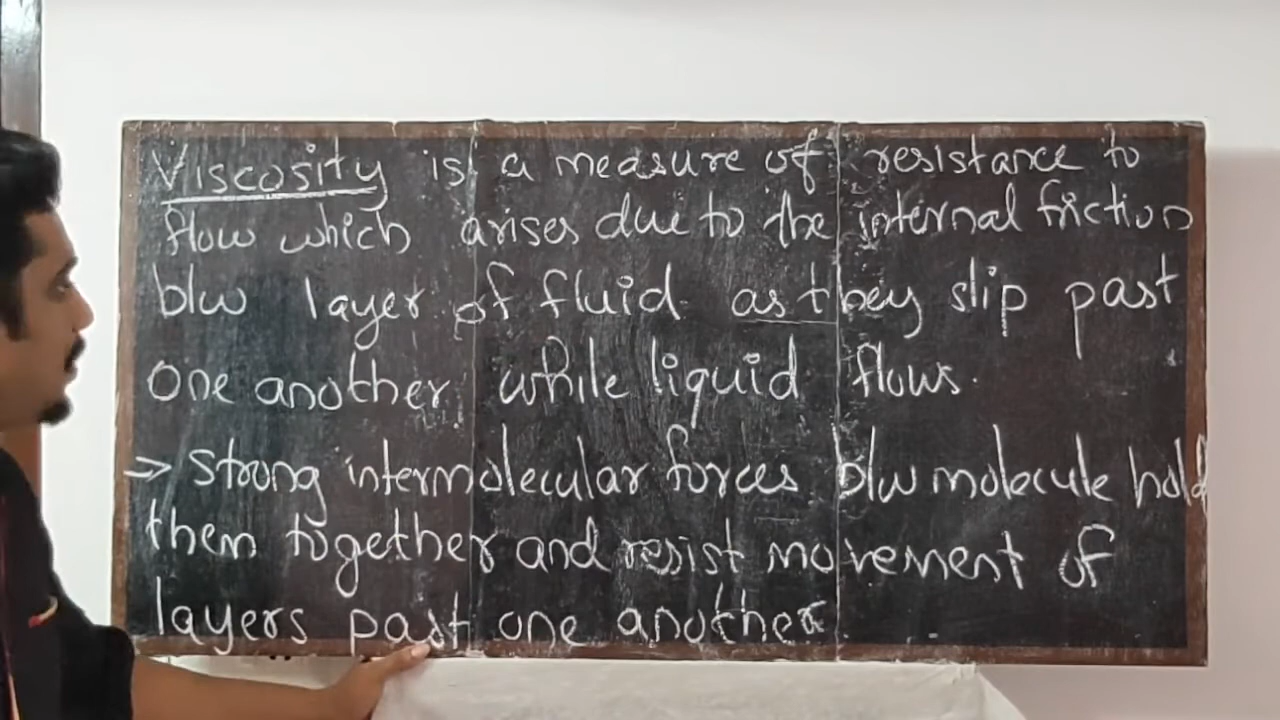 Viscosity is a measure of resistance to
flow which arises due to the internal friction
b/w layer of fluid as they slip past
one another while liquid flows.
→ Strong intermolecular forces b/w molecule hold
them together and resist movement of
layers past one another.